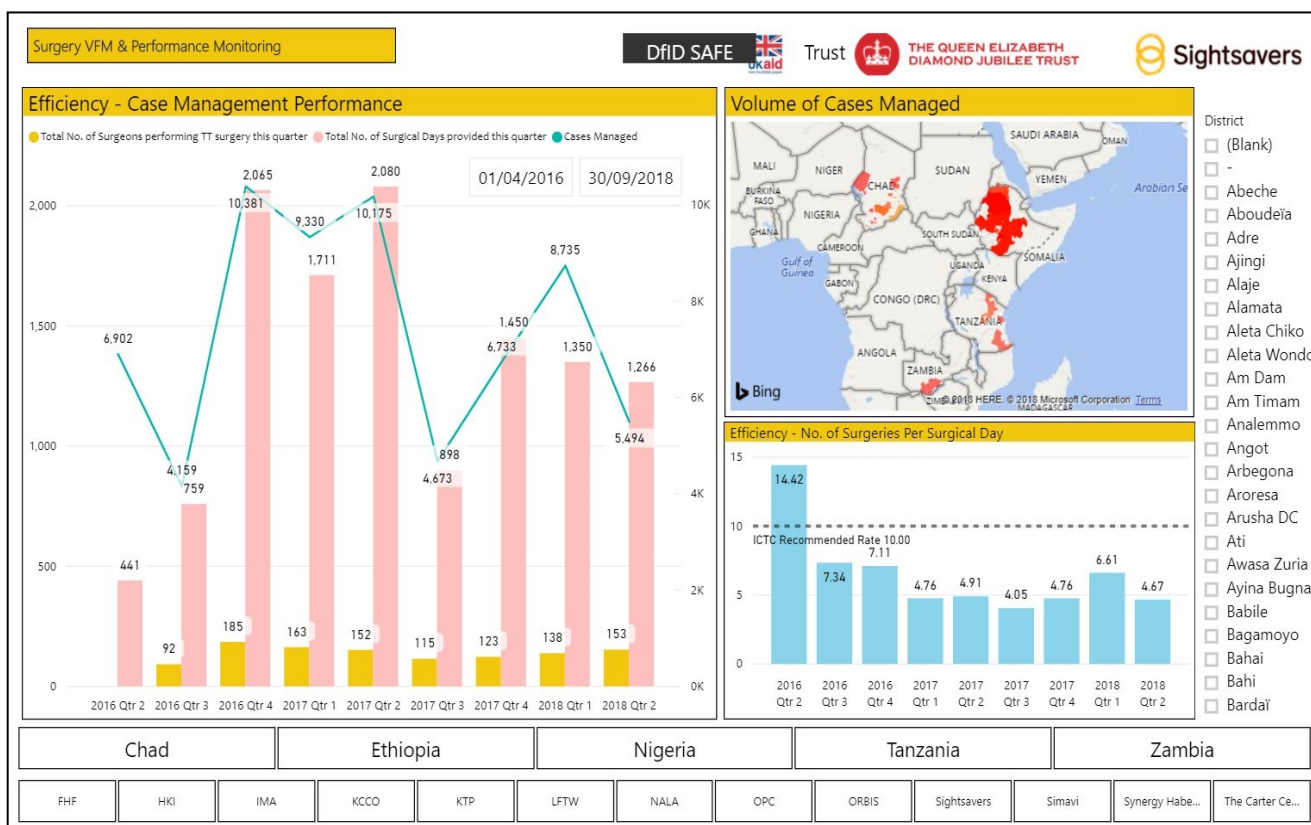 Surgery VFM & Performance Monitoring
DfID SAFE
ukaid
Trust
THE QUEEN ELIZABETH
DIAMOND JUBILEE TRUST
Sightsavers
Efficiency - Case Management Performance
Total No. of Surgeons performing TT surgery this quarter
Total No. of Surgical Days provided this quarter
Cases Managed
01/04/2016
30/09/2018
2,000
1,500
1,000
500
0
10K
8K
6K
4K
2K
0K
6,902
4,159
10,381
9,330
10,175
4,673
6,733
8,735
5,494
441
759
2,065
1,711
2,080
898
1,450
1,350
1,266
92
185
163
152
115
123
138
153
2016 Qtr 2
2016 Qtr 3
2016 Qtr 4
2017 Qtr 1
2017 Qtr 2
2017 Qtr 3
2017 Qtr 4
2018 Qtr 1
2018 Qtr 2
Volume of Cases Managed
SAUDI ARABIA
OMAN
MALI
NIGER
CHAD
SUDAN
YEMEN
Arabian Se
BURKINA
FASO
NIGERIA
GHANA
SOUTH SUDAN
CAMEROON
SOMALIA
Gulf of
Guinea
UGANDA
KENYA
GABON
CONGO (DRC)
TANZANIA
ANGOLA
ZAMBIA
MADAGASCAR
Bing
© 2018 HERE, © 2018 Microsoft Corporation Terms
Efficiency - No. of Surgeries Per Surgical Day
15
10
5
0
ICTC Recommended Rate 10.00
14.42
7.34
7.11
4.76
4.91
4.05
4.76
6.61
4.67
2016
Qtr 2
2016
Qtr 3
2016
Qtr 4
2017
Qtr 1
2017
Qtr 2
2017
Qtr 3
2017
Qtr 4
2018
Qtr 1
2018
Qtr 2
District
(Blank)
-
Abeche
Aboudeïa
Adre
Ajingi
Alaje
Alamata
Aleta Chiko
Aleta Wondo
Am Dam
Am Timam
Analemmo
Angot
Arbegona
Aroresa
Arusha DC
Ati
Awasa Zuria
Ayina Bugna
Babile
Bagamoyo
Bahai
Bahi
Bardaï
Chad
Ethiopia
Nigeria
Tanzania
Zambia
FHF
HKI
IMA
KCCO
KTP
LFTW
NALA
OPC
ORBIS
Sightsavers
Simavi
Synergy Habe...
The Carter Ce...